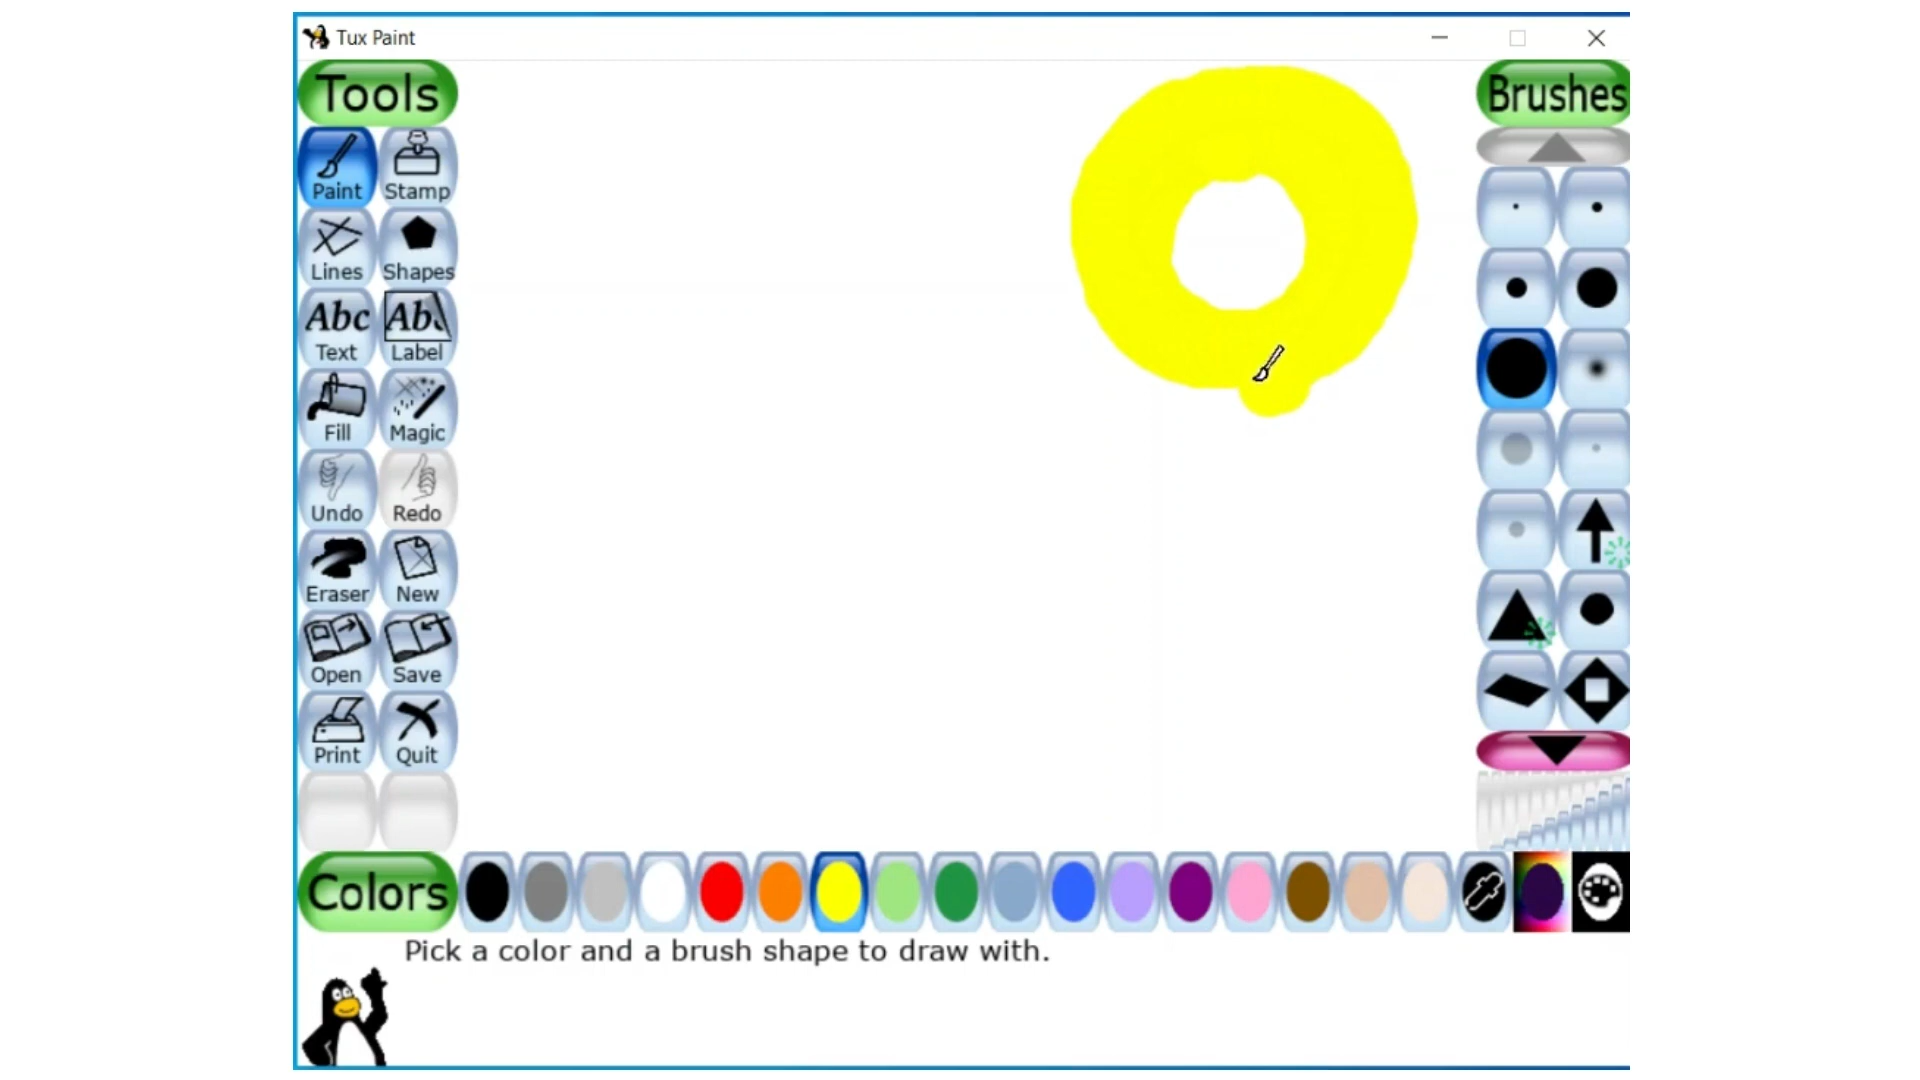 Tux Paint
Tools
Brushes
Paint
Stamp
Lines
Shapes
Abc
Abc
Text
Label
Fill
Magic
Undo
Redo
Eraser
New
Open
Save
Print
Quit
Colors
Pick a color and a brush shape to draw with.